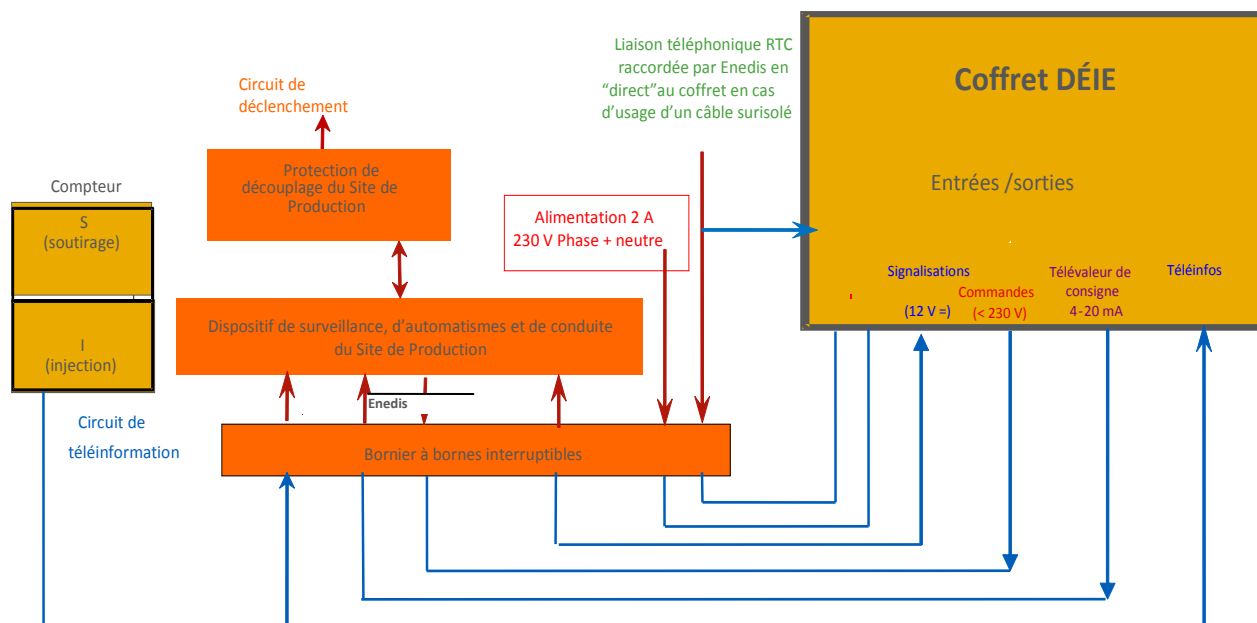 Liaison téléphonique RTC
raccordée par Enedis en
“direct”au coffret en cas
d’usage d’un câble surisolé
Coffret DÉIE
Circuit de
déclenchement
Protection de
découplage du Site de
Production
Compteur
S
(soutirage)
I
(injection)
Entrées /sorties
Alimentation 2 A
230 V Phase + neutre
Signalisations
(12 V =)
Commandes
(< 230 V)
Télévaleur de
consigne
4-20 mA
Téléinfos
Dispositif de surveillance, d’automatismes et de conduite
du Site de Production
Enedis
Circuit de
téléinformation
Bornier à bornes interruptibles